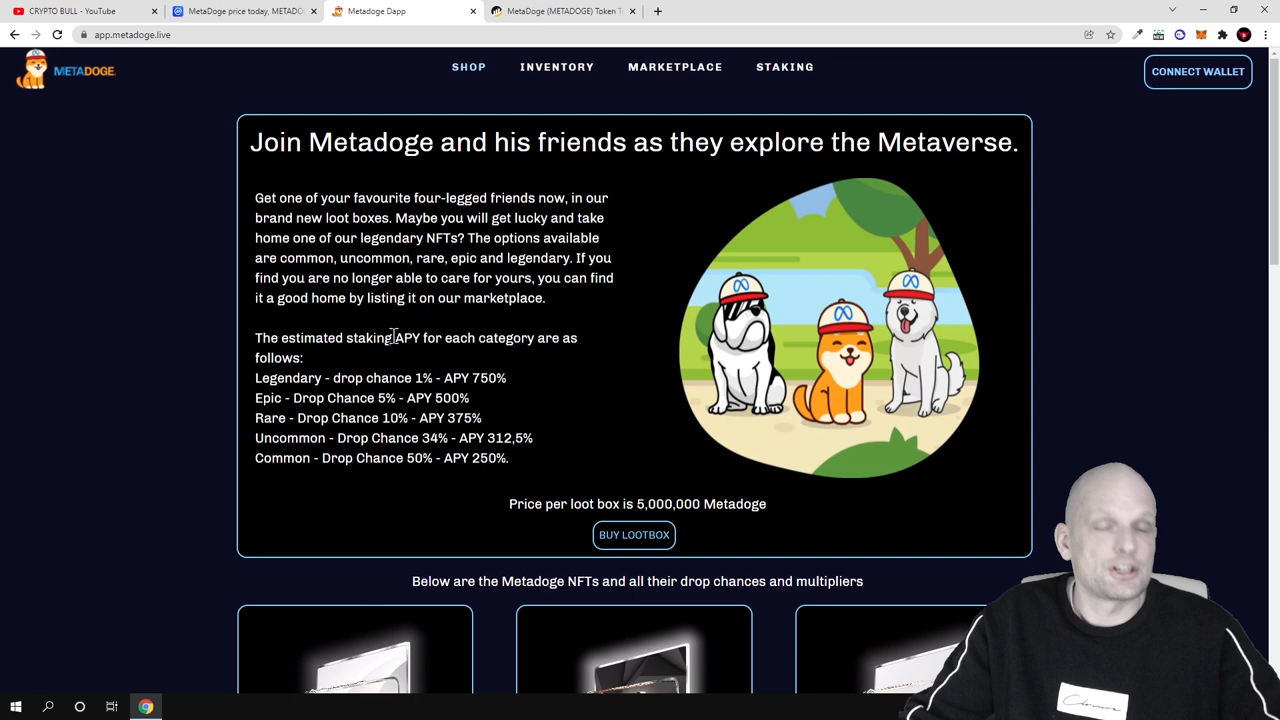 CRYPTO BULL - YouTube
MetaDoge price today, METADO
Metadoge Dapp
MetaDoge (METADOGE) Token T
app.metadoge.live
METADOGE
SHOP
INVENTORY
MARKETPLACE
STAKING
CONNECT WALLET
Join Metadoge and his friends as they explore the Metaverse.
Get one of your favourite four-legged friends now, in our
brand new loot boxes. Maybe you will get lucky and take
home one of our legendary NFTs? The options available
are common, uncommon, rare, epic and legendary. If you
find you are no longer able to care for yours, you can find
it a good home by listing it on our marketplace.
The estimated staking APY for each category are as
follows:
Legendary - drop chance 1% - APY 750%
Epic - Drop Chance 5% - APY 500%
Rare - Drop Chance 10% - APY 375%
Uncommon - Drop Chance 34% - APY 312,5%
Common - Drop Chance 50% - APY 250%.
Price per loot box is 5,000,000 Metadoge
BUY LOOTBOX
Below are the Metadoge NFTs and all their drop chances and multipliers